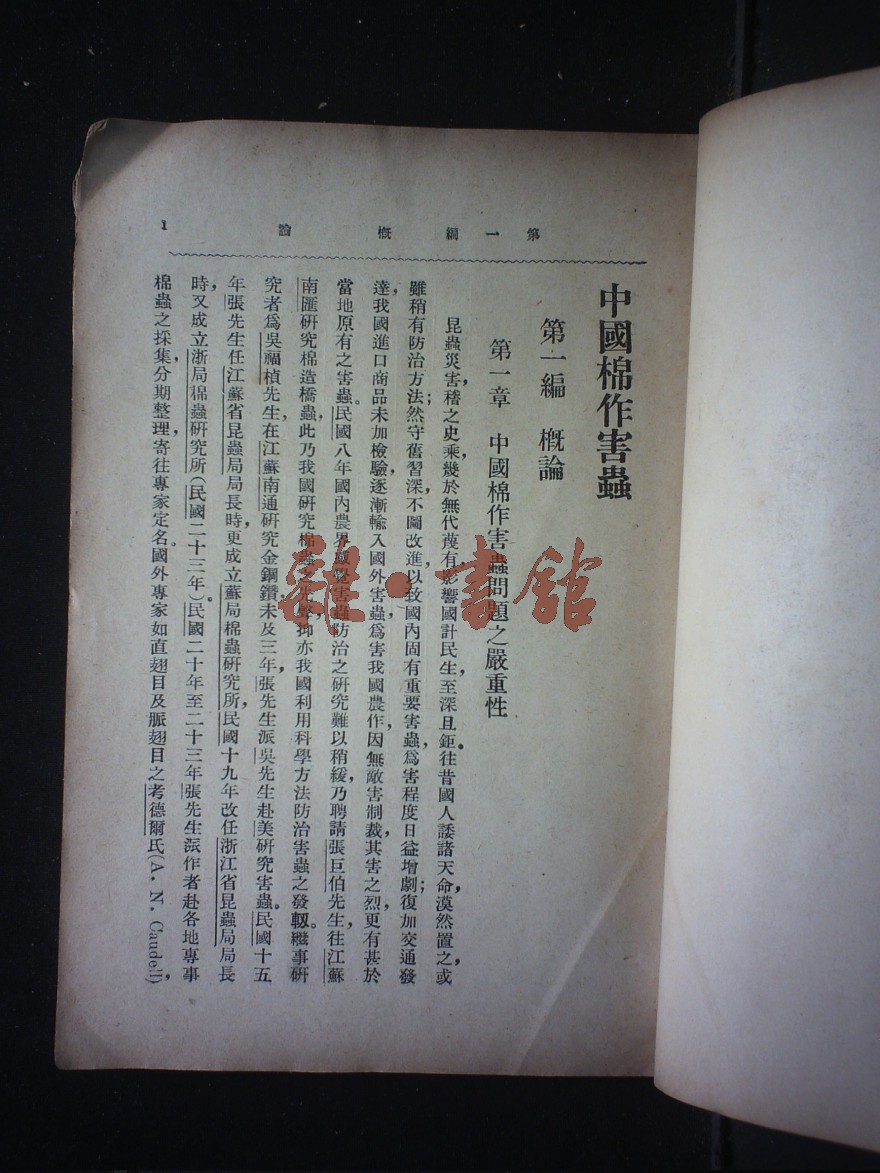 第一編 概論
1
中國棉作害蟲
第一編 概論
第一章 中國棉作害蟲問題之嚴重性
昆蟲災害,稽之史乘,幾於無代蔑有,影響國計民生,至深且鉅。往昔國人諉諸天命,漠然置之,或
雖稍有防治方法;然守舊習深,不圖改進,以致國內固有重要害蟲,爲害程度日益增劇;復加交通發
達,我國進口商品未加檢驗,逐漸輸入國外害蟲,爲害我國農作,因無敵害制裁,其害之烈,更有甚於
當地原有之害蟲。民國八年國內農界感覺害蟲防治之研究難以稍緩,乃聘請張巨伯先生,往江蘇
南匯研究棉造橋蟲,此乃我國研究棉蟲之先聲,抑亦我國利用科學方法防治害蟲之發軔。繼事研
究者爲吳福楨先生,在江蘇南通研究金鋼鑽,未及三年,張先生派吳先生赴美研究害蟲。民國十五
年張先生任江蘇省昆蟲局局長時,更成立蘇局棉蟲研究所,民國十九年改任浙江省昆蟲局局長
時,又成立浙局棉蟲研究所(民國二十三年)。民國二十年至二十三年張先生派作者赴各地專事
棉蟲之採集,分期整理,寄往專家定名。國外專家如直翅目及脈翅目之考德爾氏(A. N. Caudell),
雜·書館